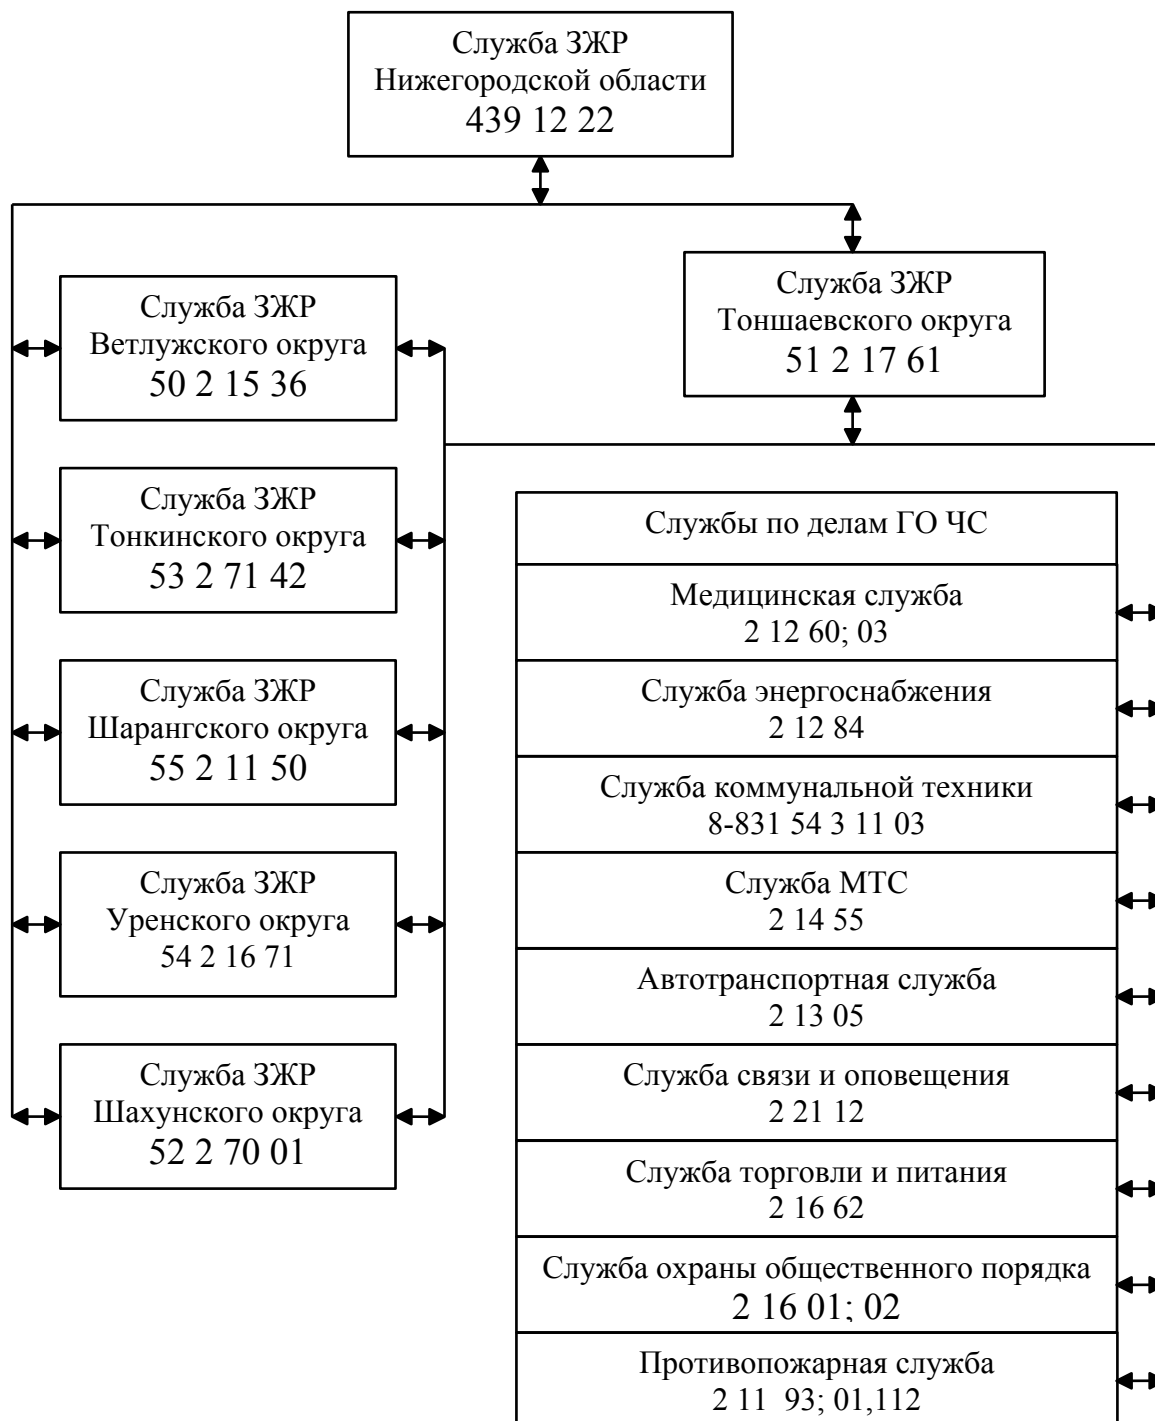 Служба ЗЖР
Нижегородской области
439 12 22
Служба ЗЖР
Тоншаевского округа
51 2 17 61
Служба ЗЖР
Ветлужского округа
50 2 15 36
Служба ЗЖР
Тонкинского округа
53 2 71 42
Служба ЗЖР
Шарангского округа
55 2 11 50
Служба ЗЖР
Уренского округа
54 2 16 71
Служба ЗЖР
Шахунского округа
52 2 70 01
Службы по делам ГО ЧС
Медицинская служба
2 12 60; 03
Служба энергоснабжения
2 12 84
Служба коммунальной техники
8-831 54 3 11 03
Служба МТС
2 14 55
Автотранспортная служба
2 13 05
Служба связи и оповещения
2 21 12
Служба торговли и питания
2 16 62
Служба охраны общественного порядка
2 16 01; 02
Противопожарная служба
2 11  93; 01,112